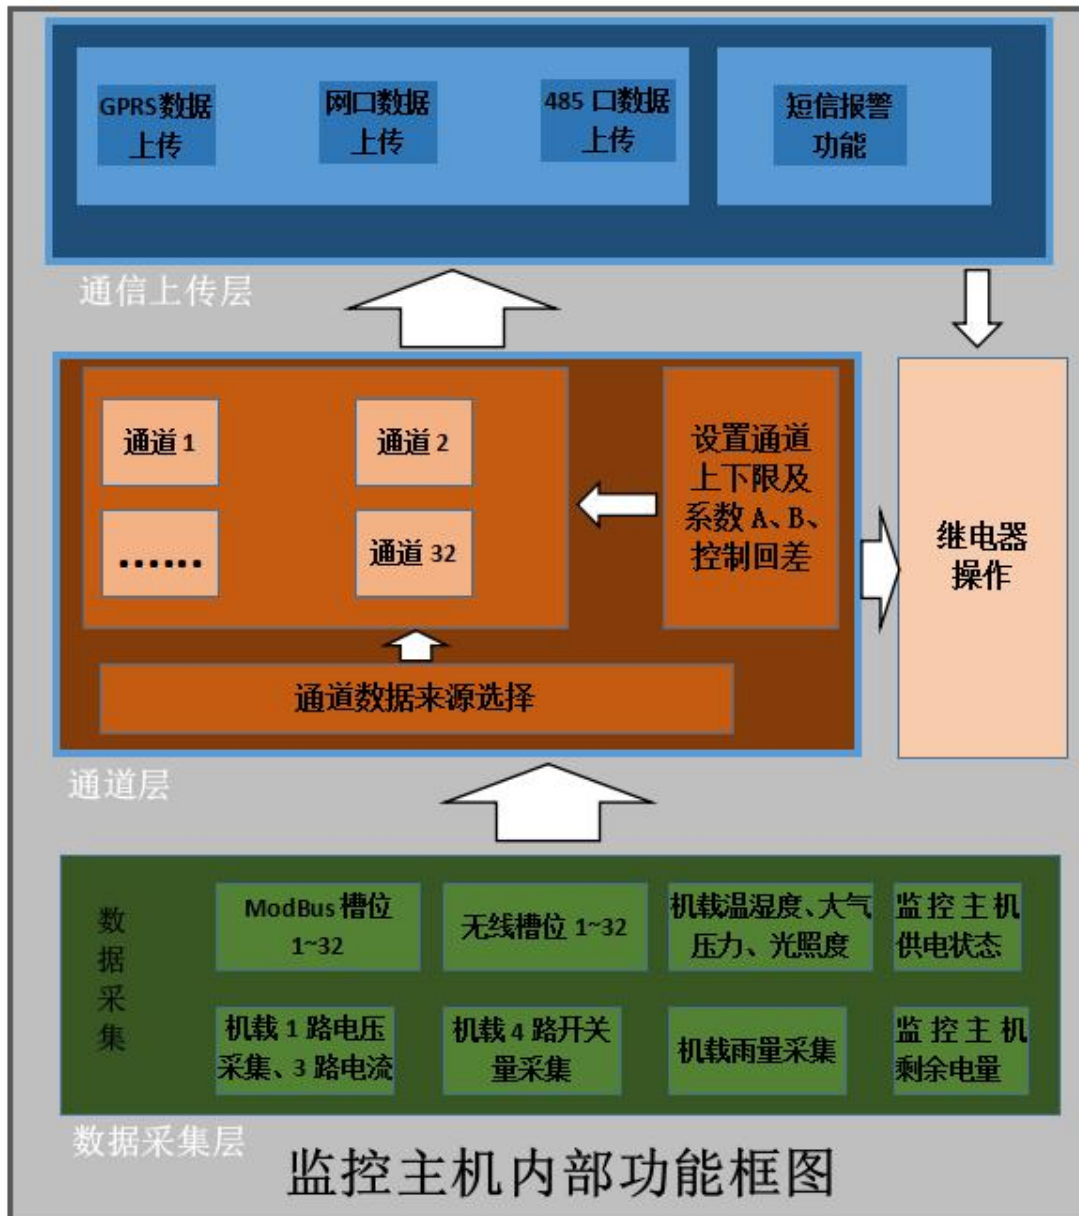 GPRS数据
上传
网口数据
上传
485 口数据
上传
短信报警
功能
通信上传层
通道 1
通道 2
......
通道 32
设置通道
上下限及
系数 A、B、
控制回差
继电器
操作
通道数据来源选择
通道层
数
据
采
集
ModBus 槽位
1~32
无线槽位 1~32
机载温湿度、大气
压力、光照度
监控主机
供电状态
机载 1 路电压
采集、3 路电流
机载 4 路开关
量采集
机载雨量采集
监控主机
剩余电量
数据采集层
监控主机内部功能框图